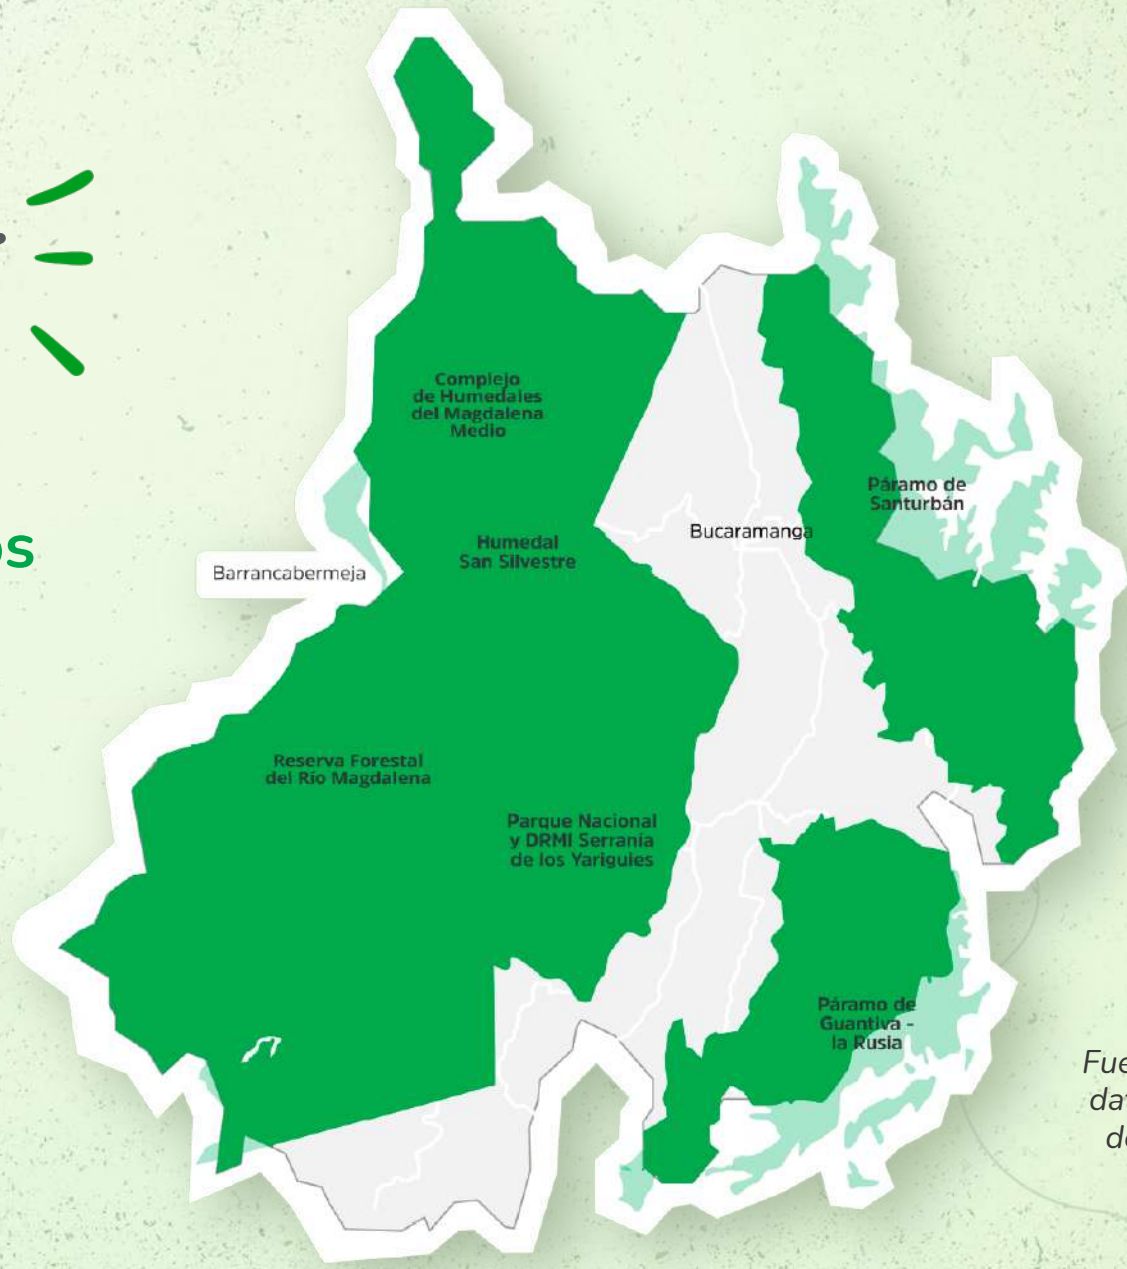 Complejo
de Humedales
del Magdalena
Medio
Páramo de
Santurbán
Bucaramanga
Humedal
San Silvestre
Barrancabermeja
Reserva Forestal
del Río Magdalena
Parque Nacional
y DRMI Serranía
de los Yariguies
Páramo de
Guantiva -
la Rusia